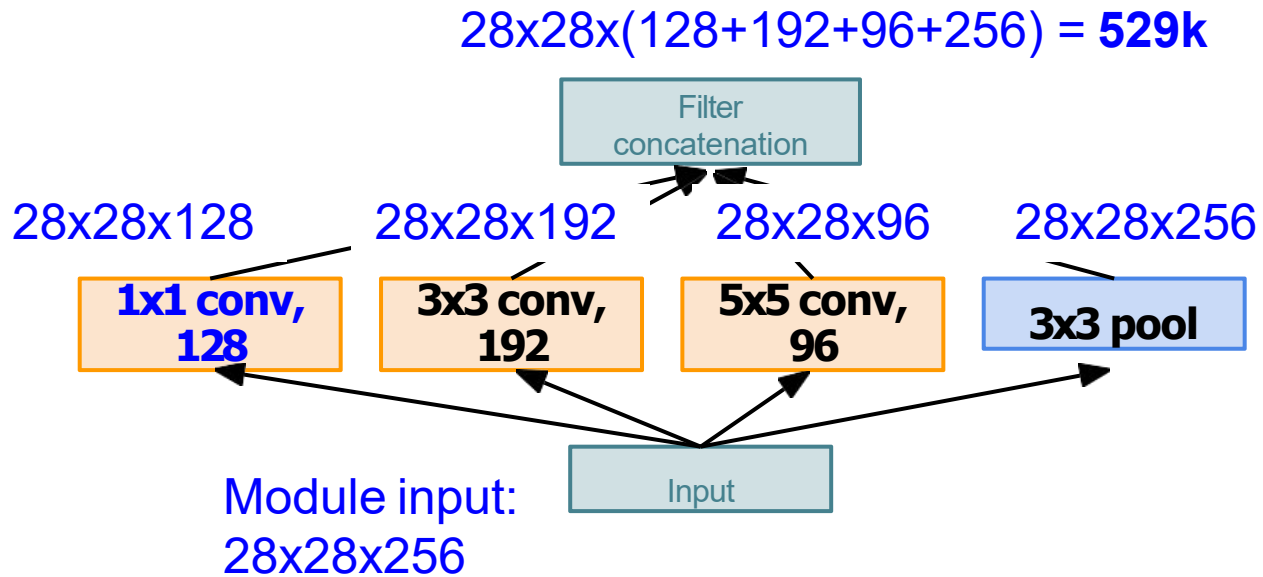 28x28x(128+192+96+256) = 529k
Filter
concatenation
28x28x128
28x28x192
28x28x96
28x28x256
1x1 conv,
128
3x3 conv,
192
5x5 conv,
96
3x3 pool
Input
Module input:
28x28x256